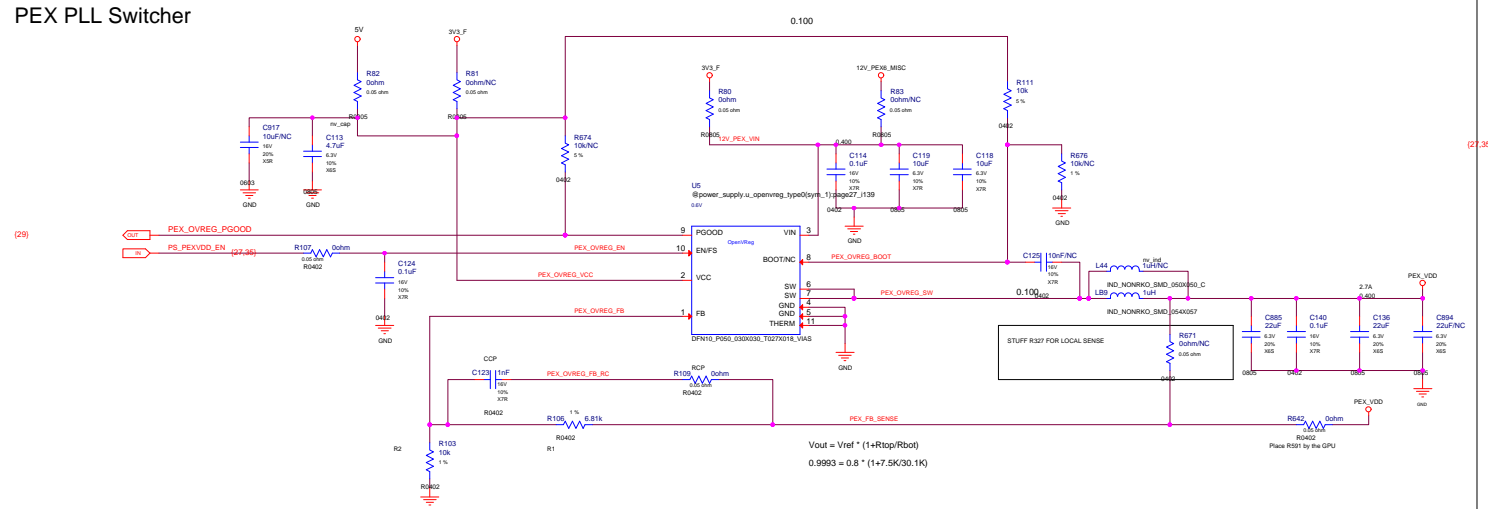 PEX PLL Switcher
0.100
5V
3V3_F
R82
0ohm
0.05 ohm
R0805
R81
0ohm/NC
0.05 ohm
R0805
nv_cap
C917
10uF/NC
16V
20%
X5R
0603
GND
C113
4.7uF
6.3V
10%
X6S
0805
GND
R674
10k/NC
5 %
0402
3V3_F
R80
0ohm
0.05 ohm
R0805
12V_PEX6_MISC
R83
0ohm/NC
0.05 ohm
R0805
12V_PEX_VIN
0.400
C114
0.1uF
16V
10%
X7R
0402
C119
10uF
6.3V
10%
X7R
0805
C118
10uF
6.3V
10%
X7R
0805
GND
R111
10k
5 %
0402
R676
10k/NC
1 %
0402
GND
{27,35
U5
@power_supply.u_openvreg_type0(sym_1):page27_i139
0.6V
OpenVReg
9 PGOOD
10 EN/FS
2 VCC
1 FB
VIN 3
BOOT/NC 8
SW 6
SW 7
GND 4
GND 5
THERM 11
DFN10_P050_030X030_T027X018_VIAS
GND
{29}
OUT
PEX_OVREG_PGOOD
IN
PS_PEXVDD_EN
{27,35}
R107
0ohm
0.05 ohm
R0402
PEX_OVREG_EN
C124
0.1uF
16V
10%
X7R
0402
GND
PEX_OVREG_VCC
PEX_OVREG_FB
PEX_OVREG_BOOT
C125
10nF/NC
16V
10%
X7R
0402
PEX_OVREG_SW
0.100
L44
nv_ind
1uH/NC
IND_NONRKO_SMD_050X050_C
LB9
1uH
IND_NONRKO_SMD_054X057
PEX_VDD
2.7A
0.400
C885
22uF
6.3V
20%
X6S
0805
C140
0.1uF
16V
10%
X7R
0402
C136
22uF
6.3V
20%
X6S
0805
C894
22uF/NC
6.3V
20%
X6S
0805
GND
STUFF R327 FOR LOCAL SENSE
R671
0ohm/NC
0.05 ohm
0402
CCP
C123
1nF
16V
10%
X7R
R0402
PEX_OVREG_FB_RC
RCP
R109
0ohm
0.05 ohm
R0402
R106
1 %
6.81k
R0402
R1
PEX_FB_SENSE
PEX_VDD
R642
0ohm
0.05 ohm
R0402
Place R591 by the GPU
R2
R103
10k
1 %
R0402
Vout = Vref * (1+Rtop/Rbot)
0.9993 = 0.8 * (1+7.5K/30.1K)